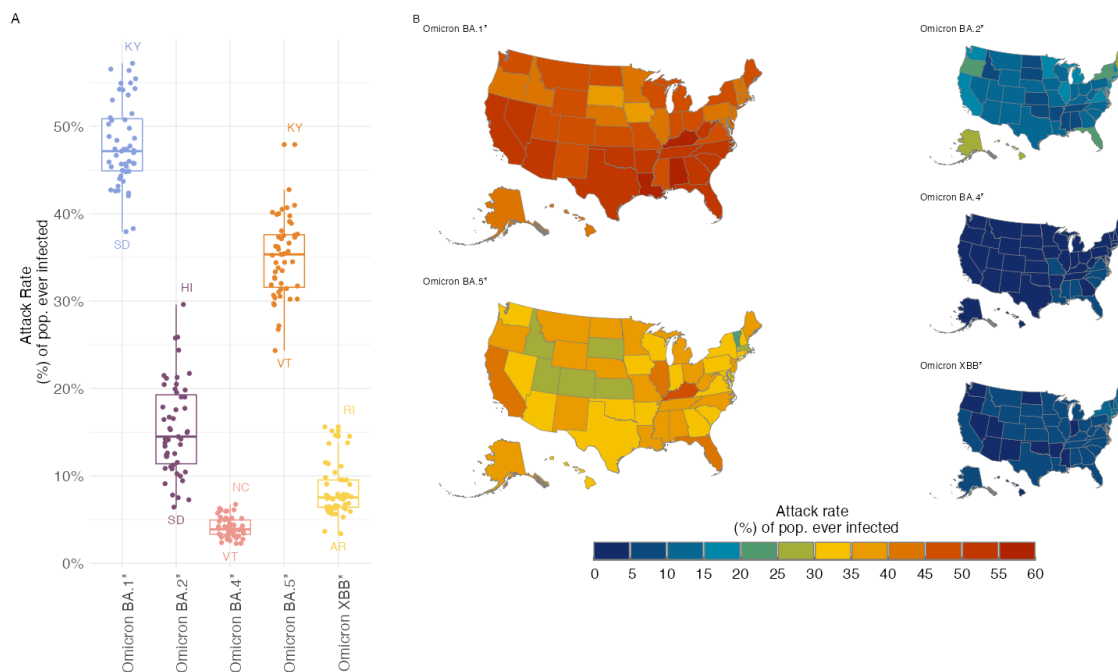 A
Attack Rate
(%) of pop. ever infected)
50%
40%
30%
20%
10%
0%
KY
SD
HI
SD
NC
VT
KY
VT
RI
AR
Omicron BA.1*
Omicron BA.2*
Omicron BA.4*
Omicron BA.5*
Omicron XBB*
B
Omicron BA.1*
Omicron BA.2*
Omicron BA.4*
Omicron BA.5*
Omicron XBB*
Attack rate
(%) of pop. ever infected
0 5 10 15 20 25 30 35 40 45 50 55 60